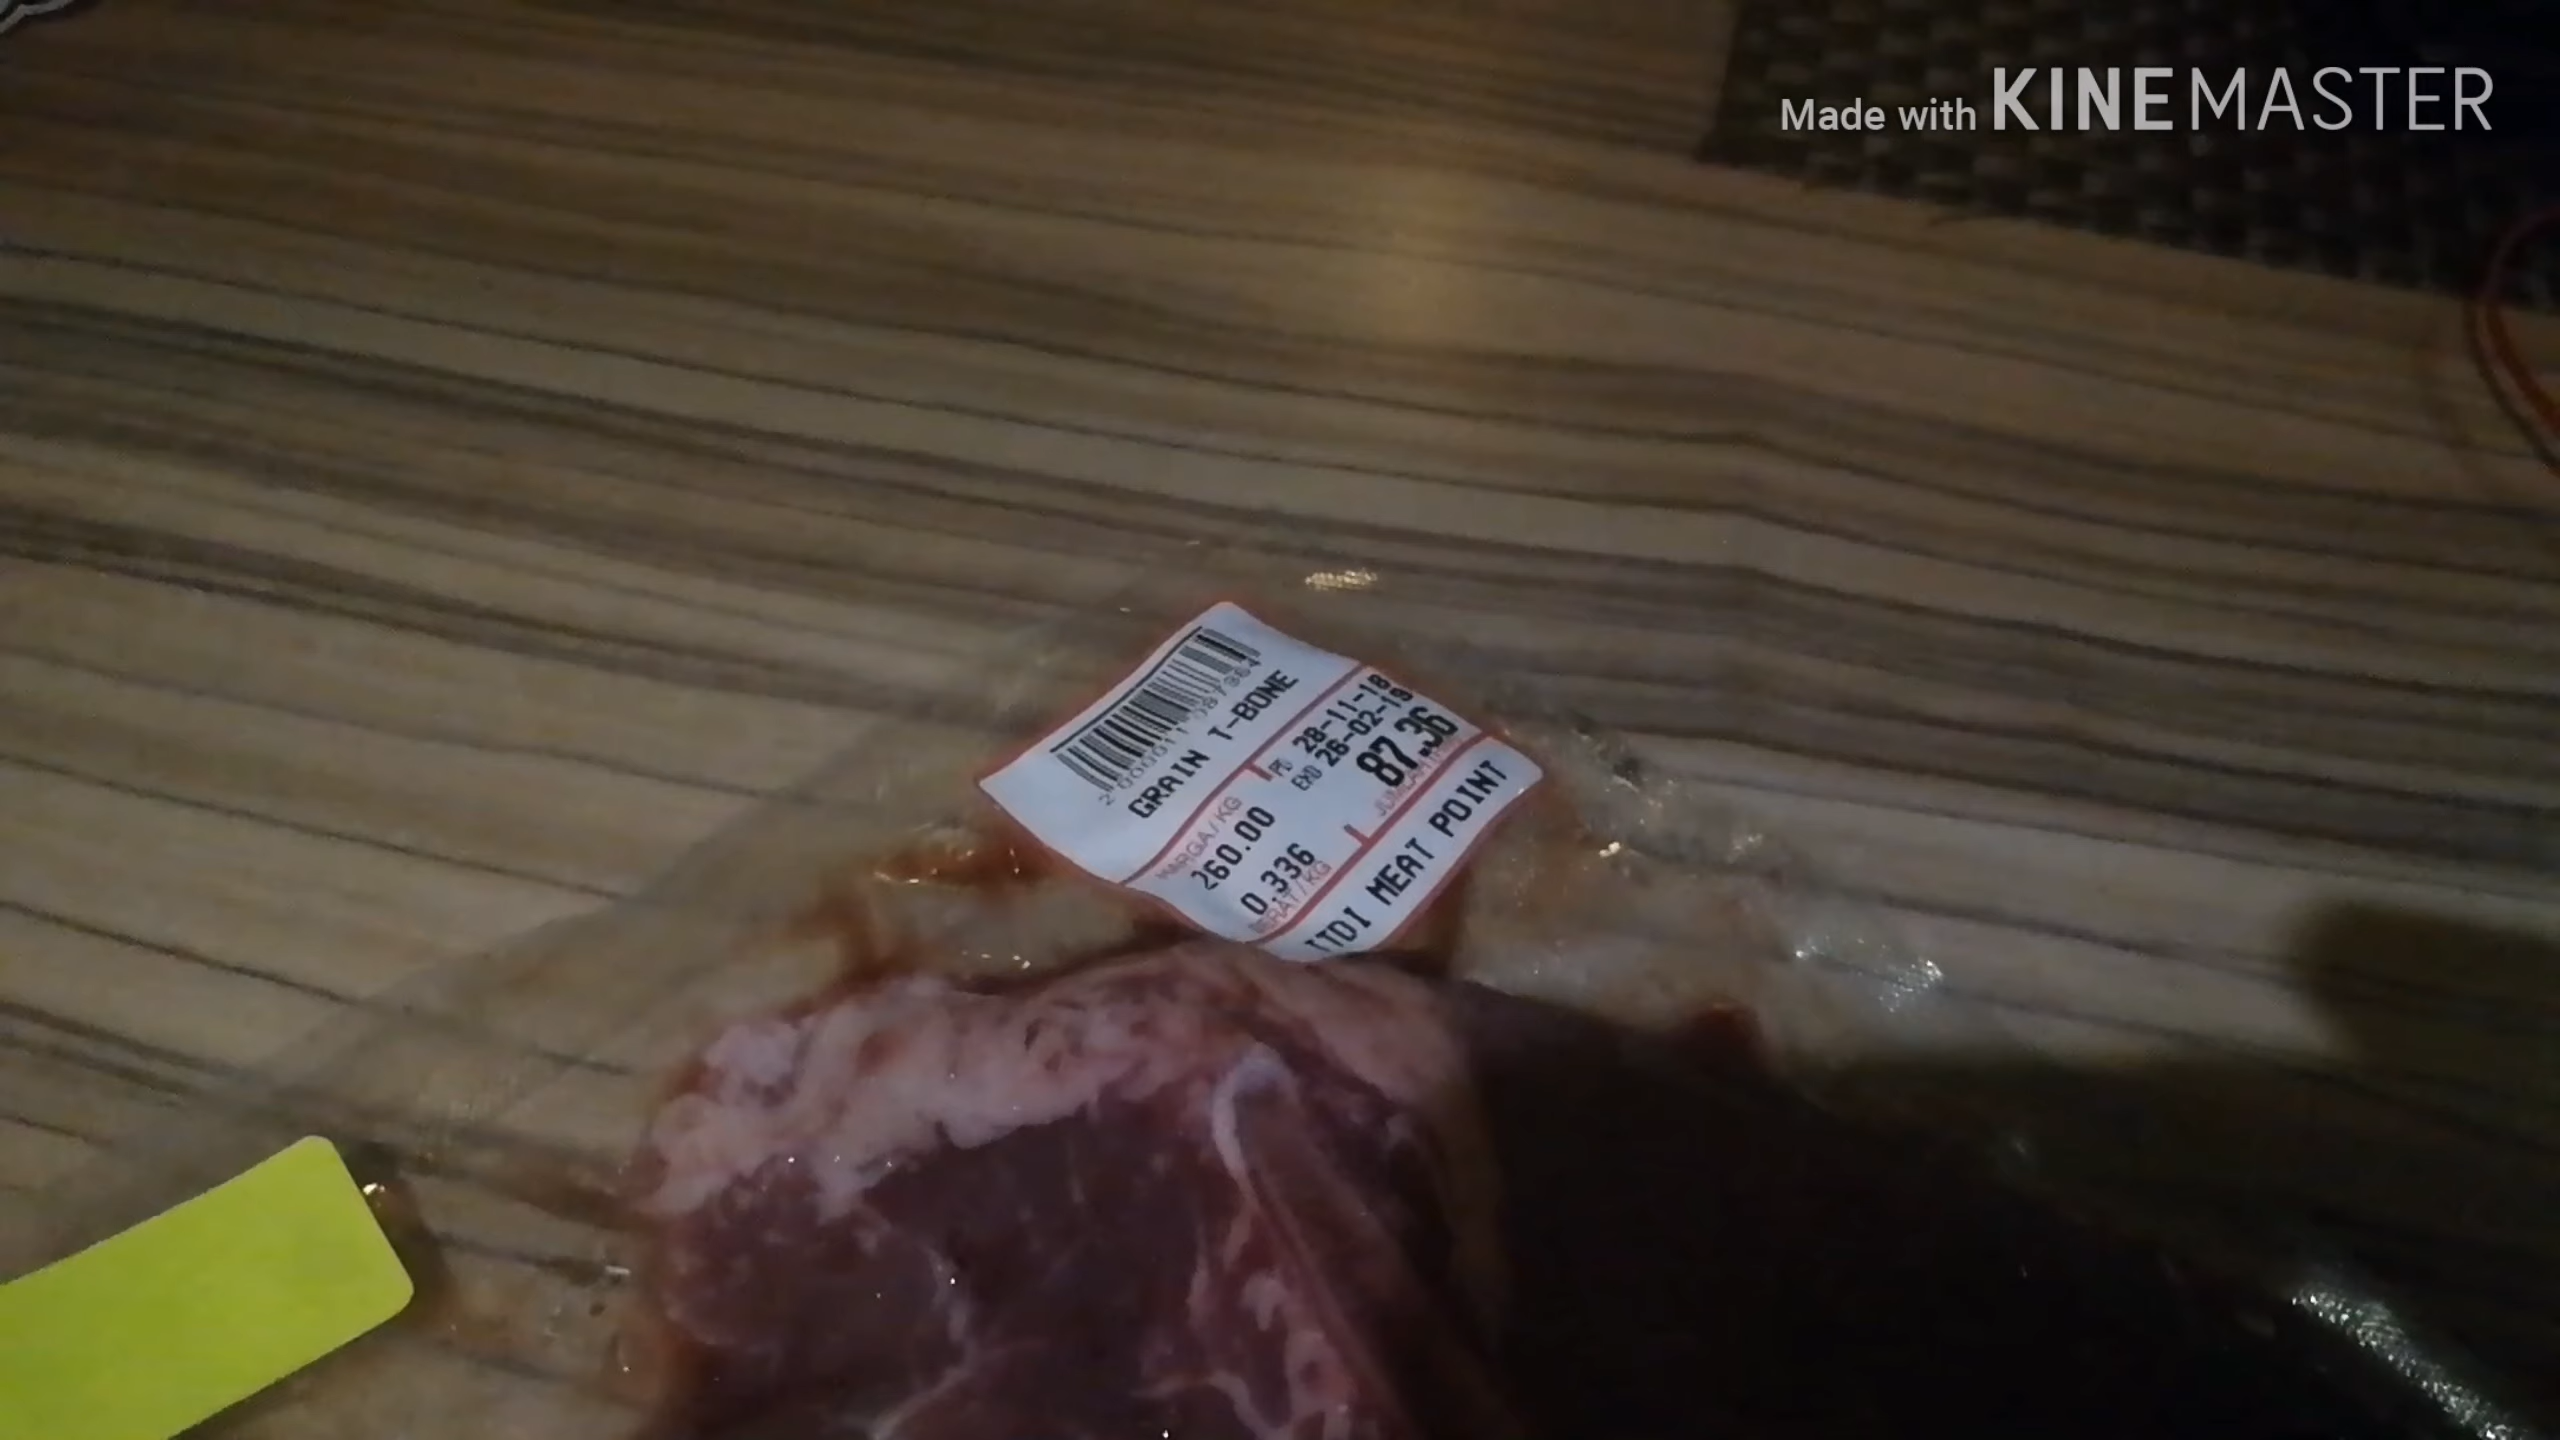 Made with KINEMASTER
GRAIN T-BONE
HARGA/KG
260.00
PD 28-11-18
EXD 26-02-19
0.336
BERAT/KG
87.36
TTDI MEAT POINT